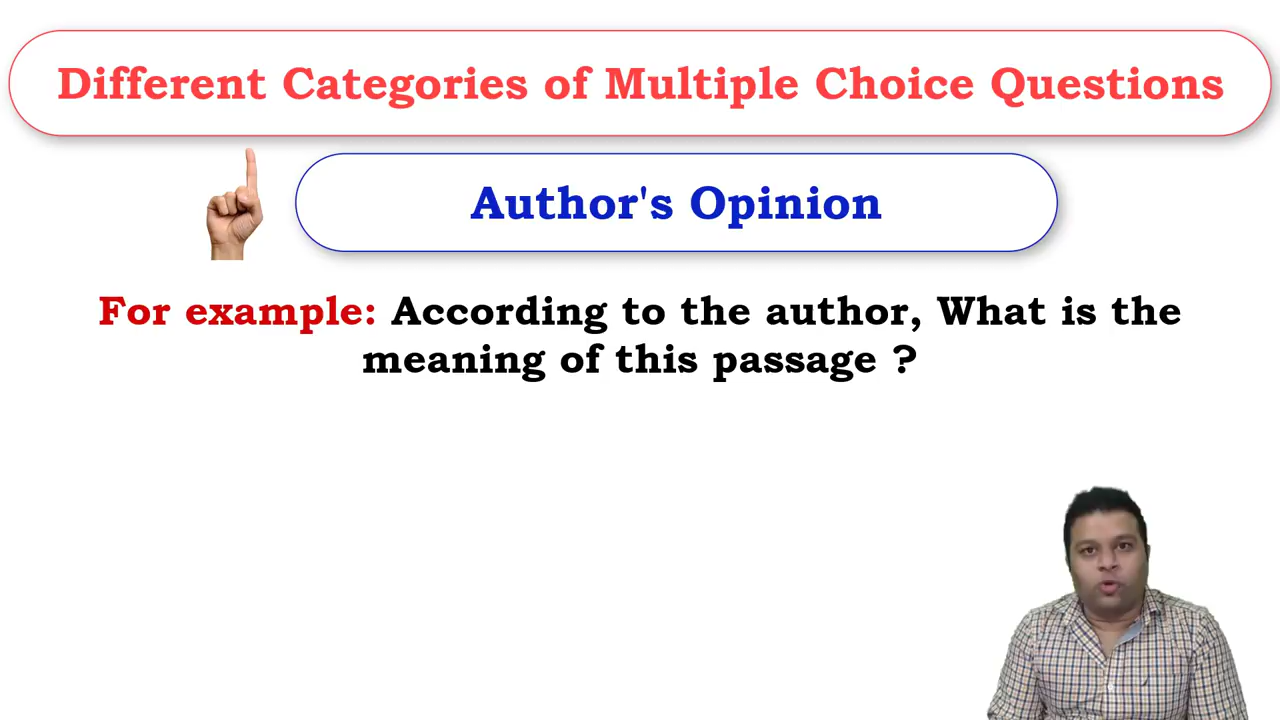 Different Categories of Multiple Choice Questions
Author's Opinion
For example: According to the author, What is the
meaning of this passage ?